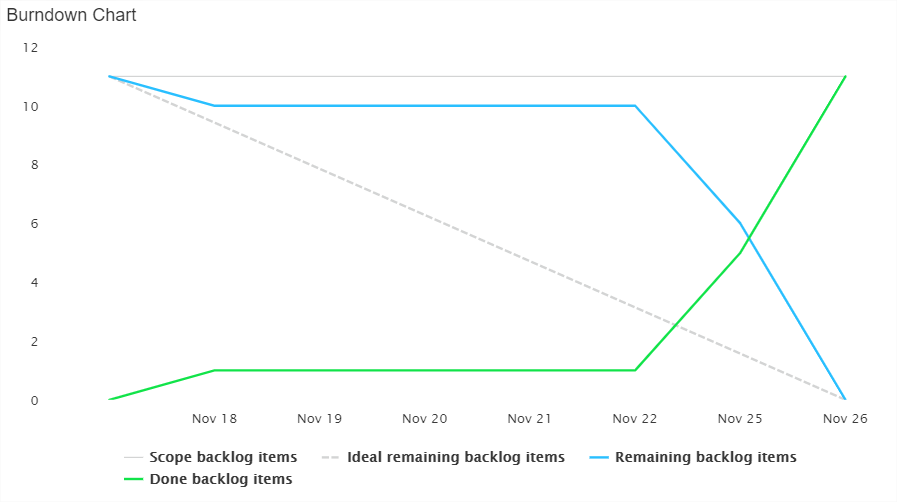 Burndown Chart
12
10
8
6
4
2
0
Nov 18 Nov 19 Nov 20 Nov 21 Nov 22 Nov 25 Nov 26
Scope backlog items Ideal remaining backlog items Remaining backlog items
Done backlog items